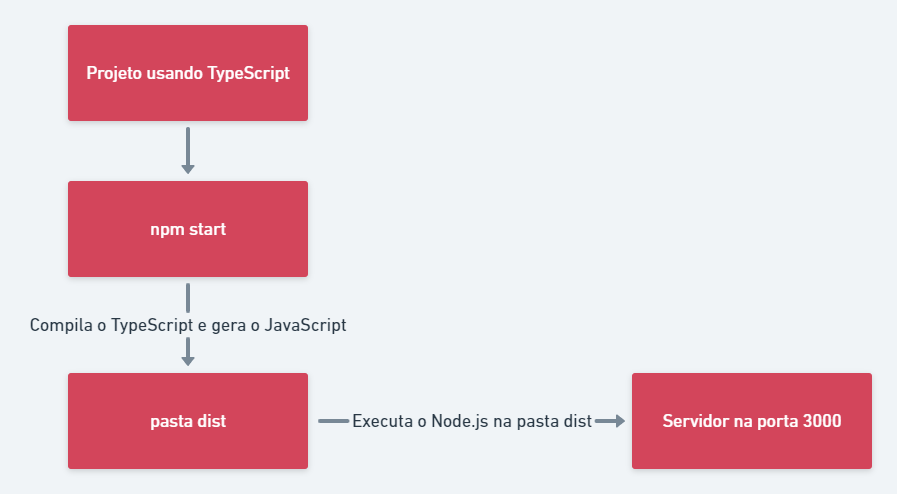 Projeto usando TypeScript
npm start
Compila o TypeScript e gera o JavaScript
pasta dist
Executa o Node.js na pasta dist
Servidor na porta 3000